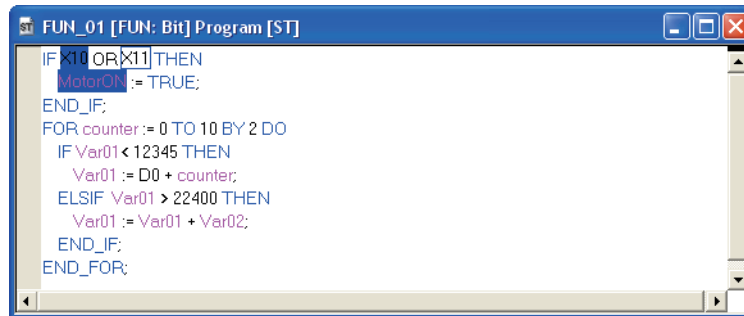 ST FUN_01 [FUN: Bit] Program [ST]
IF X10 OR X11 THEN
MotorON := TRUE;
END_IF;
FOR counter := 0 TO 10 BY 2 DO
IF Var01 < 12345 THEN
Var01 := D0 + counter;
ELSIF Var01 > 22400 THEN
Var01 := Var01 + Var02;
END_IF;
END_FOR;